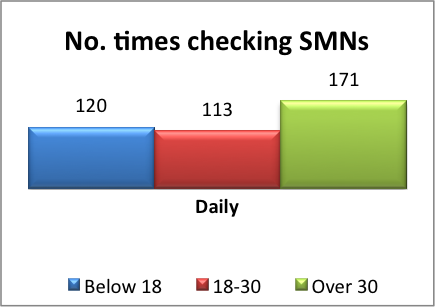 No. times checking SMNs
120
113
171
Daily
Below 18
18-30
Over 30